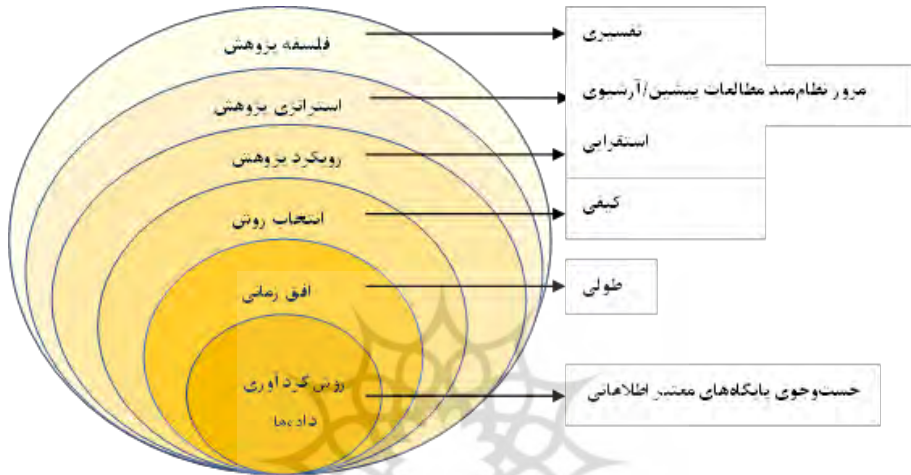 فلسفه پژوهش
تفسیری
استراتژی پژوهش
مرور نظام‌مند مطالعات پیشین/آرشیوی
رویکرد پژوهش
استقرایی
انتخاب روش
کیفی
افق زمانی
طولی
روش گردآوری
داده‌ها
جست‌وجوی پایگاه‌های معتبر اطلاعاتی